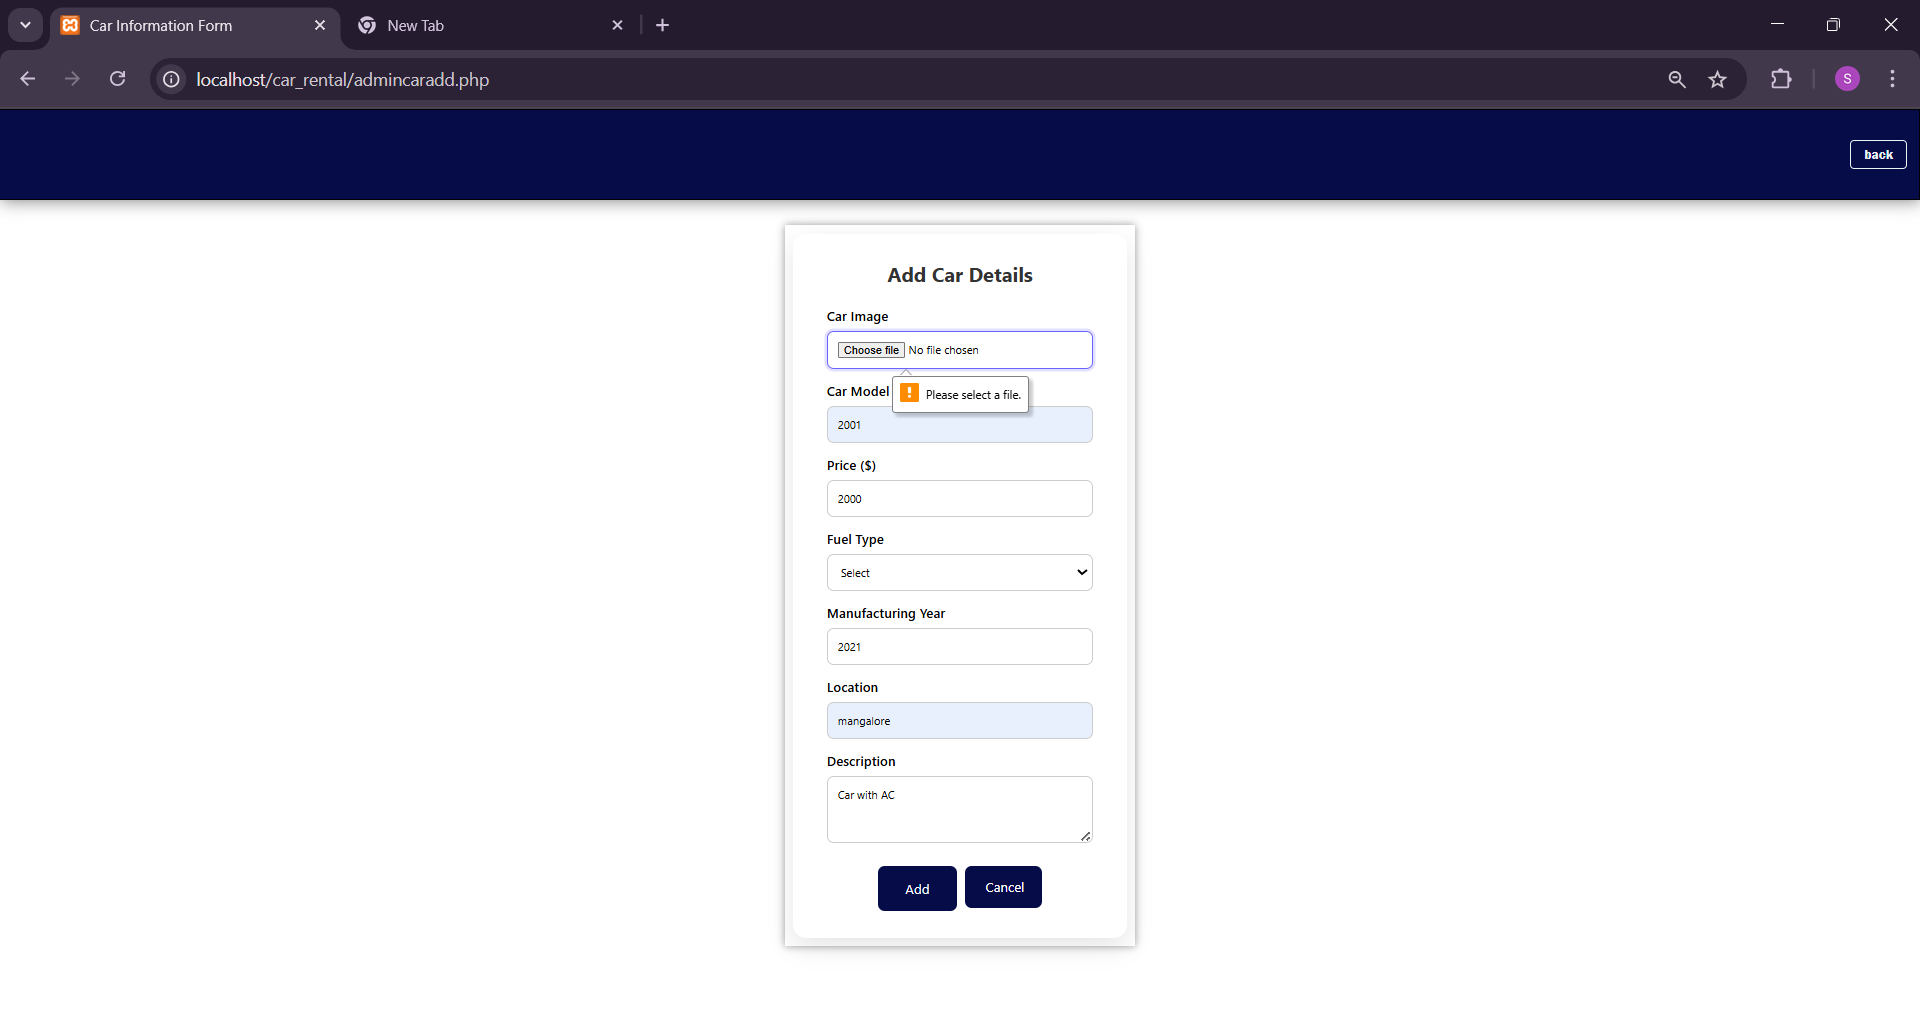 Car Information Form
New Tab
localhost/car_rental/admincaradd.php
S
back
Add Car Details
Car Image
Choose file No file chosen
Please select a file.
Car Model
2001
Price ($)
2000
Fuel Type
Select
Manufacturing Year
2021
Location
mangalore
Description
Car with AC
Add Cancel